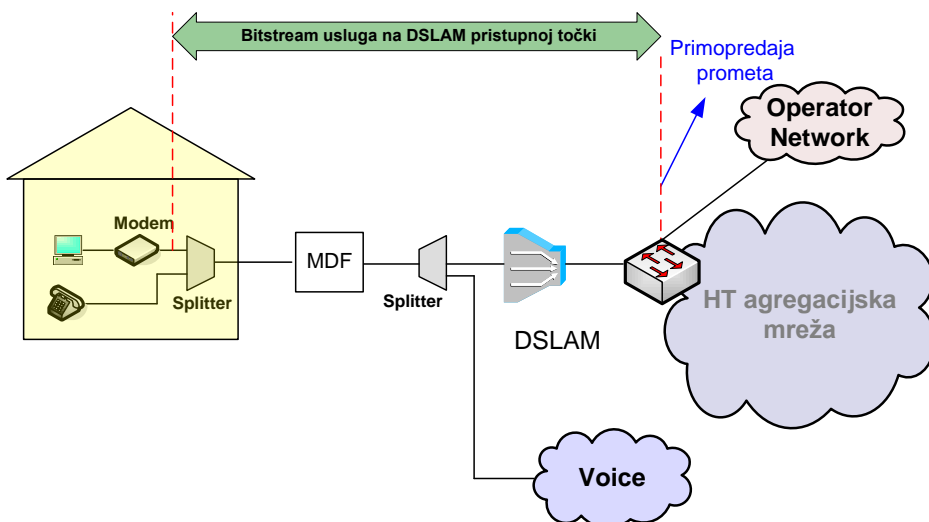 Bitstream usluga na DSLAM pristupnoj točki
Primopredaja
prometa
Operator
Network
Modem
Splitter
MDF
Splitter
DSLAM
HT agregacijska
mreža
Voice